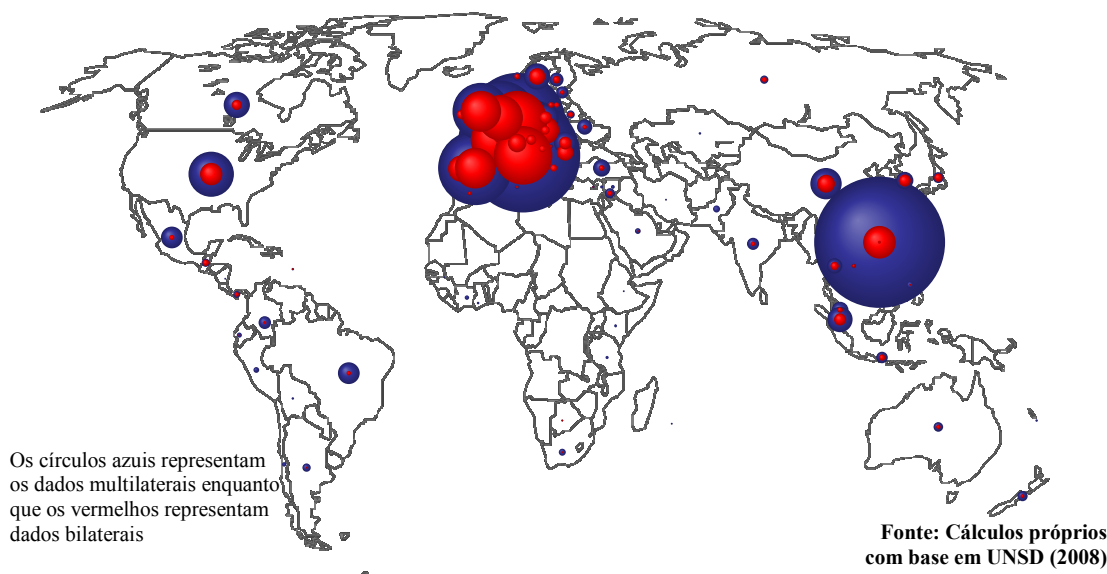 Os círculos azuis representam
os dados multilaterais enquanto
que os vermelhos representam
dados bilaterais
Fonte: Cálculos próprios
com base em UNSD (2008)